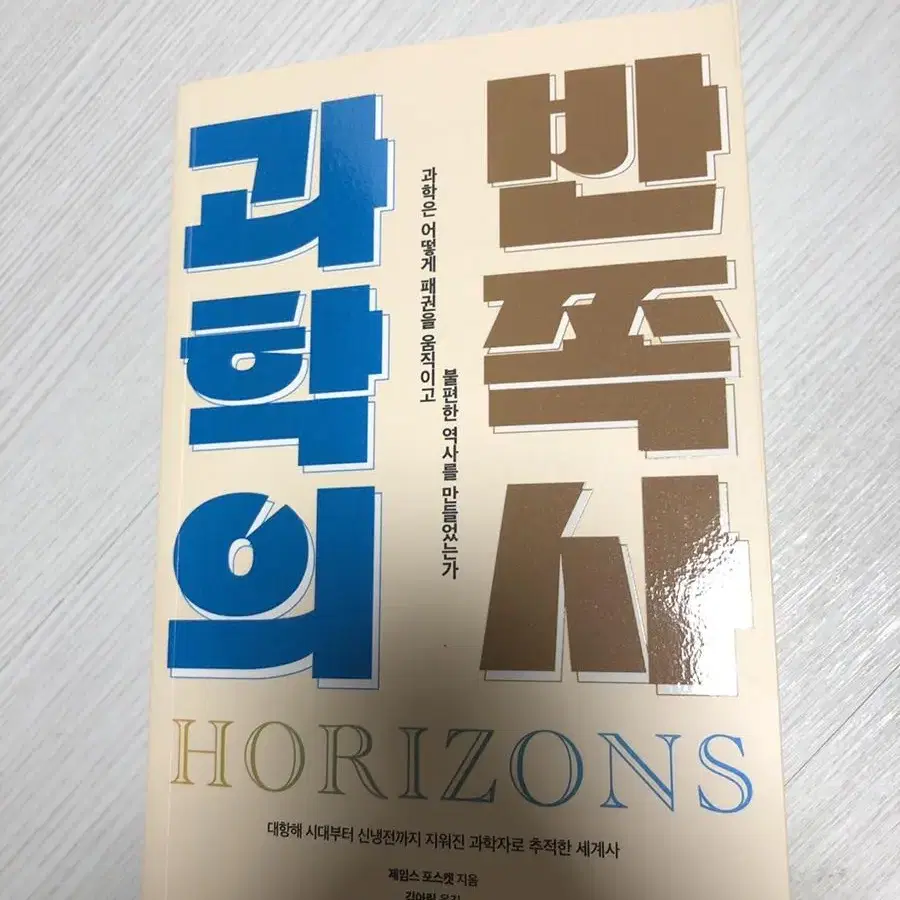 과학의
반쪽사
과학은 어떻게 패권을 움직이고
불편한 역사를 만들었는가
HORIZONS
대항해 시대부터 신냉전까지 지워진 과학자로 추적한 세계사
제임스 포스켓 지음